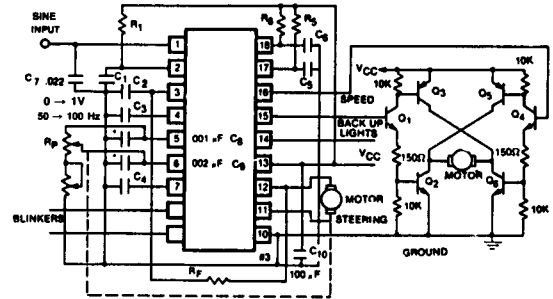 SINE
INPUT
R1
R6
R5
C6
C5
1
2
3
4
5
6
7
18
17
16
15
14
13
12
11
10
C7 .022
C1
C2
C3
C4
0 → 1V
50 → 100 Hz
RP
001 µF C8
002 µF C9
BLINKERS
RF
#3
C10
100 µF
SPEED
BACK UP
LIGHTS
VCC
MOTOR
STEERING
VCC
10K
10K
Q3
Q5
Q1
Q4
150Ω
150Ω
MOTOR
Q2
Q6
10K
10K
GROUND